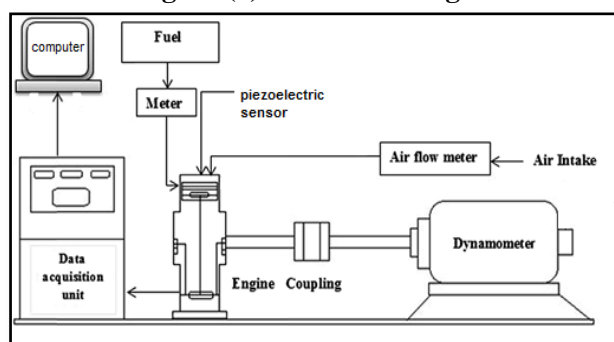 computer
Fuel
Meter
piezoelectric
sensor
Air flow meter
Air Intake
Dynamometer
Data
acquisition
unit
Engine Coupling